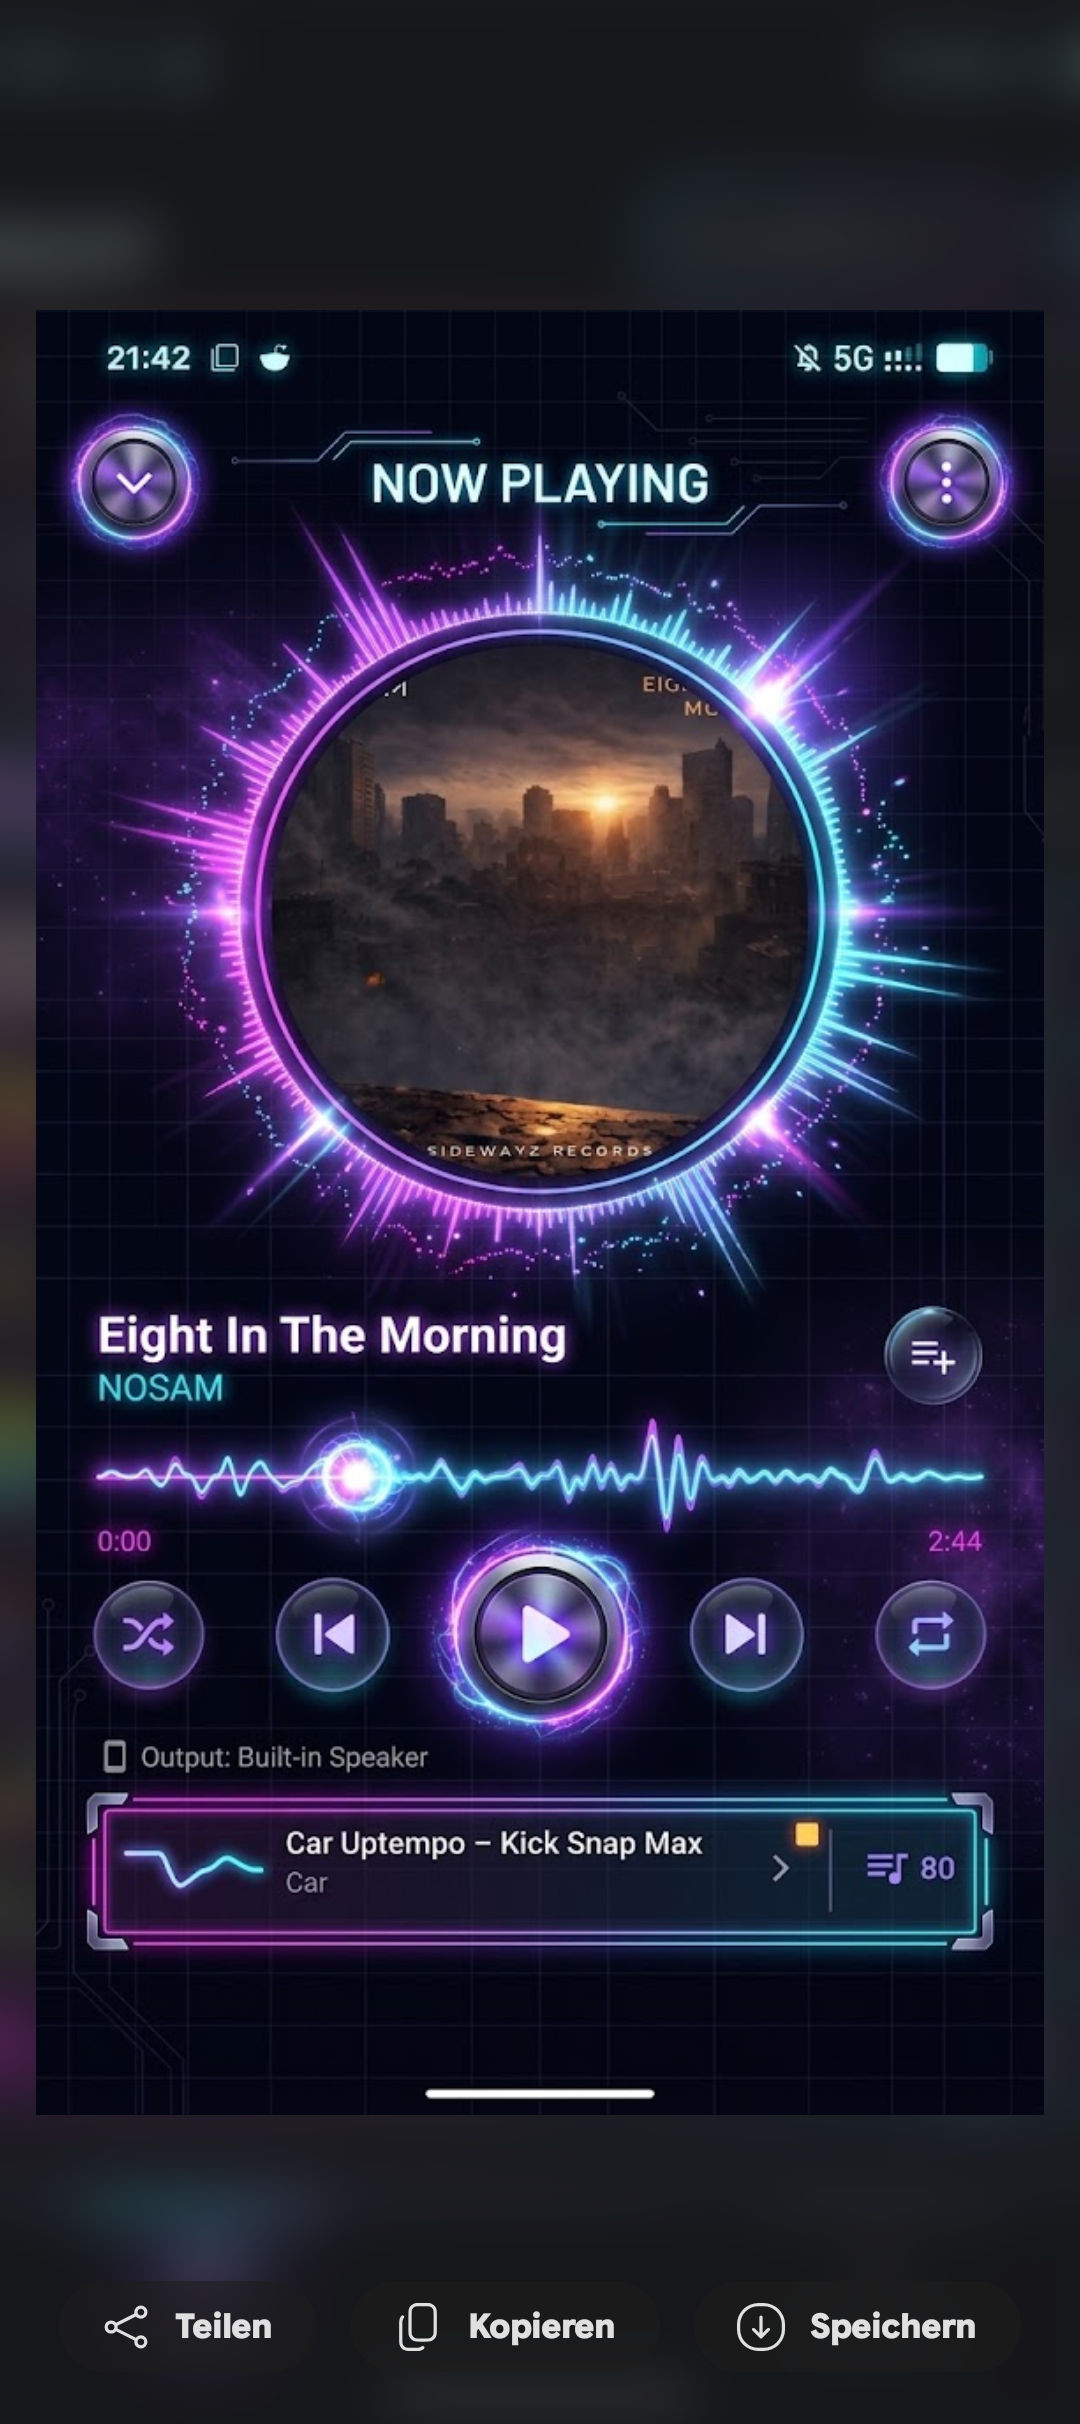 21:42
5G
NOW PLAYING
SIDEWAYZ RECORDS
Eight In The Morning
NOSAM
0:00
2:44
Output: Built-in Speaker
Car Uptempo – Kick Snap Max
Car
80
Teilen
Kopieren
Speichern